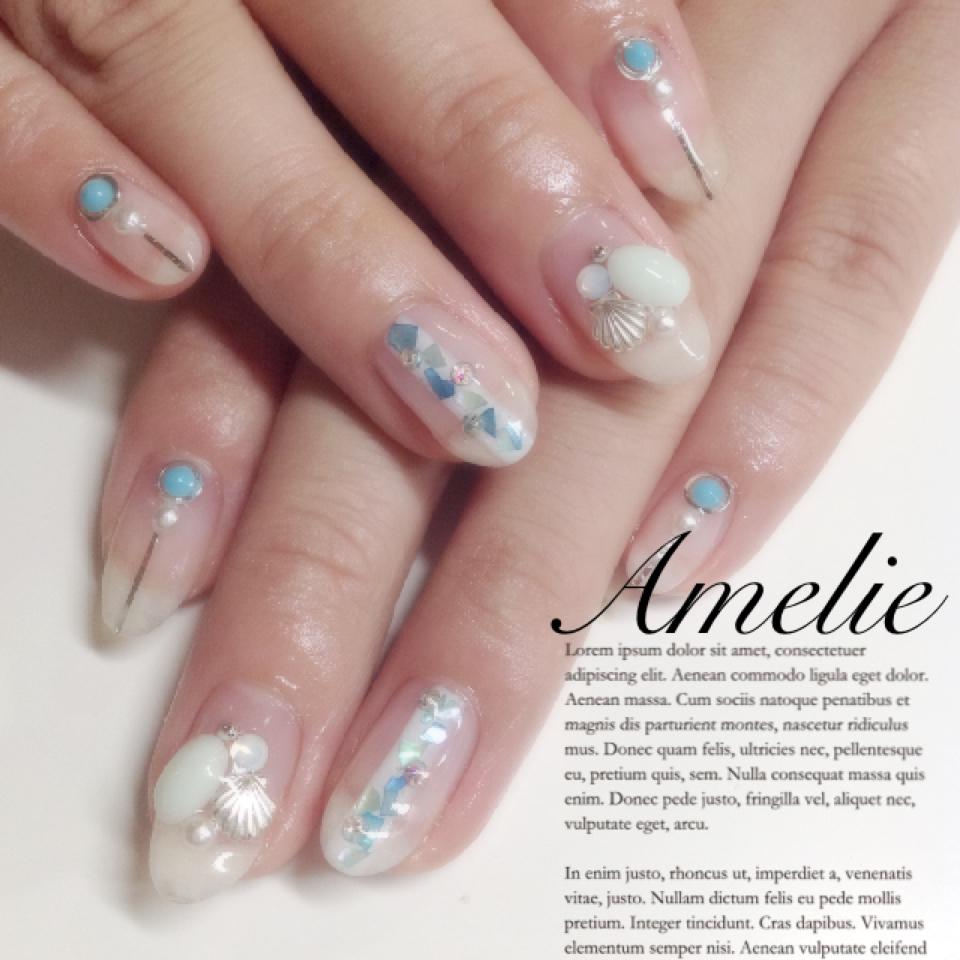 Amelie
Lorem ipsum dolor sit amet, consectetuer
adipiscing elit. Aenean commodo ligula eget dolor.
Aenean massa. Cum sociis natoque penatibus et
magnis dis parturient montes, nascetur ridiculus
mus. Donec quam felis, ultricies nec, pellentesque
eu, pretium quis, sem. Nulla consequat massa quis
enim. Donec pede justo, fringilla vel, aliquet nec,
vulputate eget, arcu.
In enim justo, rhoncus ut, imperdiet a, venenatis
vitae, justo. Nullam dictum felis eu pede mollis
pretium. Integer tincidunt. Cras dapibus. Vivamus
elementum semper nisi. Aenean vulputate eleifend